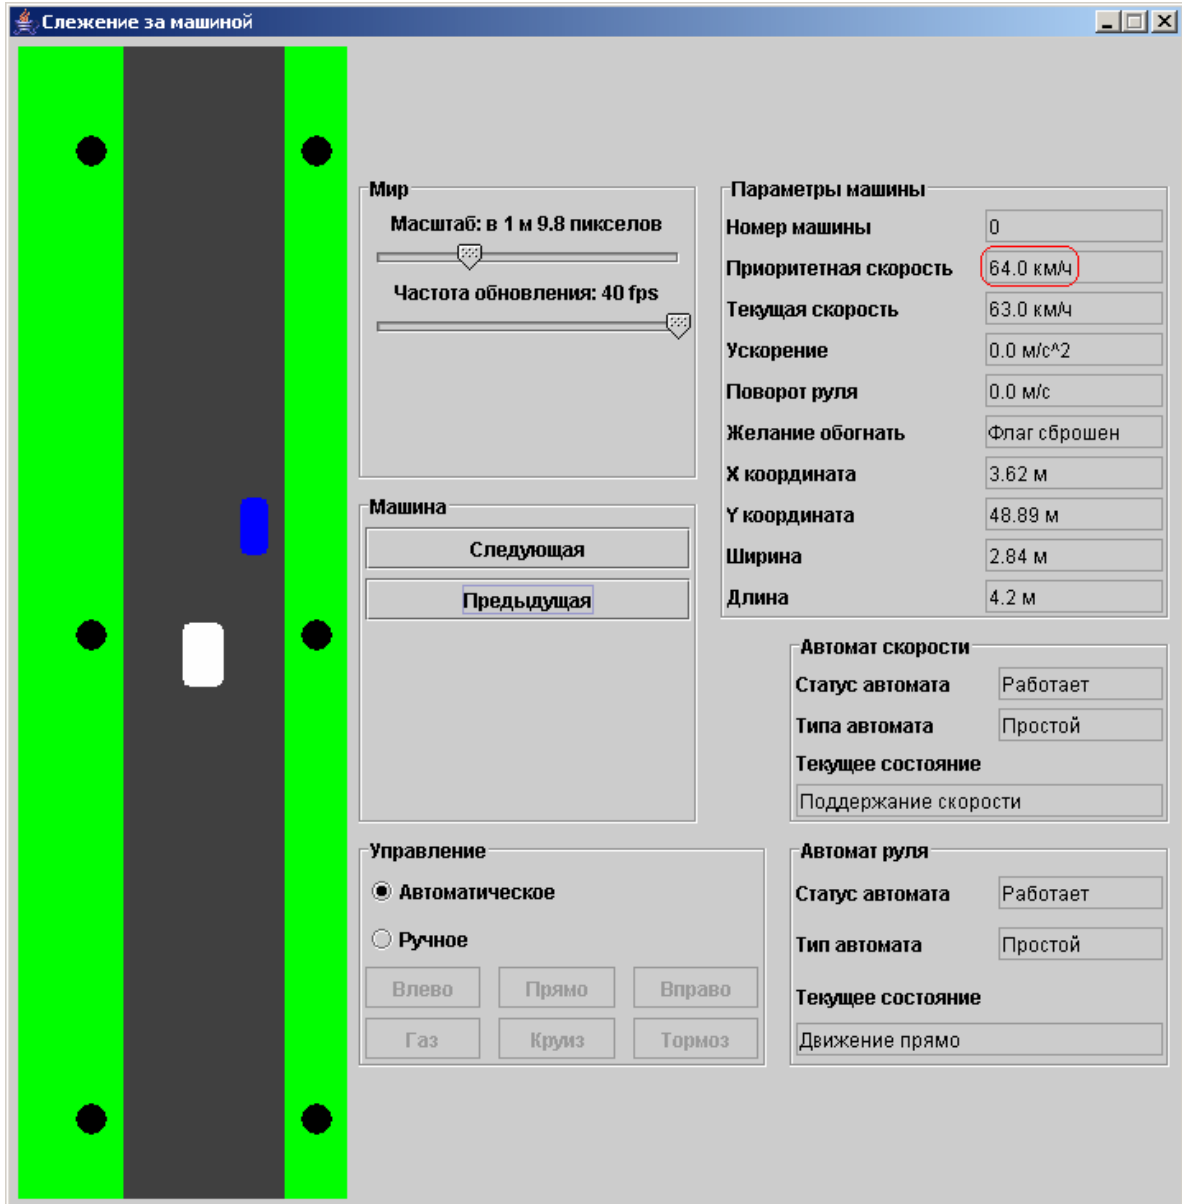 Слежение за машиной
Мир
Масштаб: в 1 м 9.8 пикселов
Частота обновления: 40 fps
Машина
Следующая
Предыдущая
Управление
Автоматическое
Ручное
Влево Прямо Вправо
Газ Круиз Тормоз
Параметры машины
Номер машины 0
Приоритетная скорость 64.0 км/ч
Текущая скорость 63.0 км/ч
Ускорение 0.0 м/с^2
Поворот руля 0.0 м/с
Желание обогнать Флаг сброшен
X координата 3.62 м
Y координата 48.89 м
Ширина 2.84 м
Длина 4.2 м
Автомат скорости
Статус автомата Работает
Типа автомата Простой
Текущее состояние
Поддержание скорости
Автомат руля
Статус автомата Работает
Тип автомата Простой
Текущее состояние
Движение прямо